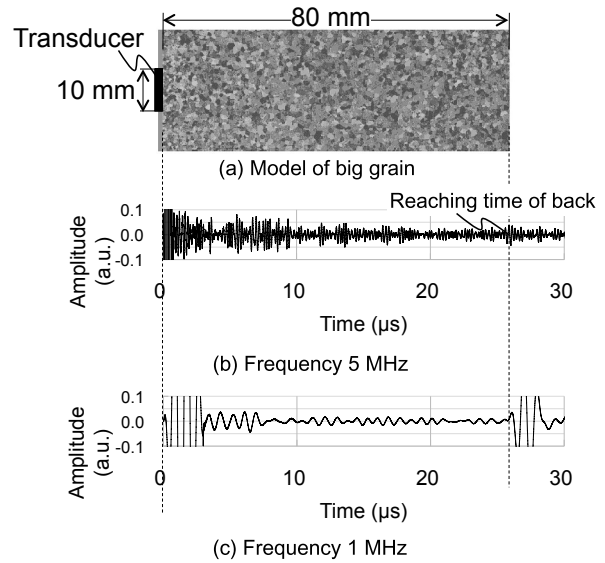 80 mm
Transducer
10 mm
(a) Model of big grain
Reaching time of back
Amplitude
(a.u.)
0.1
0.0
-0.1
0 10 20 30
Time (µs)
(b) Frequency 5 MHz
Amplitude
(a.u.)
0.1
0.0
-0.1
0 10 20 30
Time (µs)
(c) Frequency 1 MHz